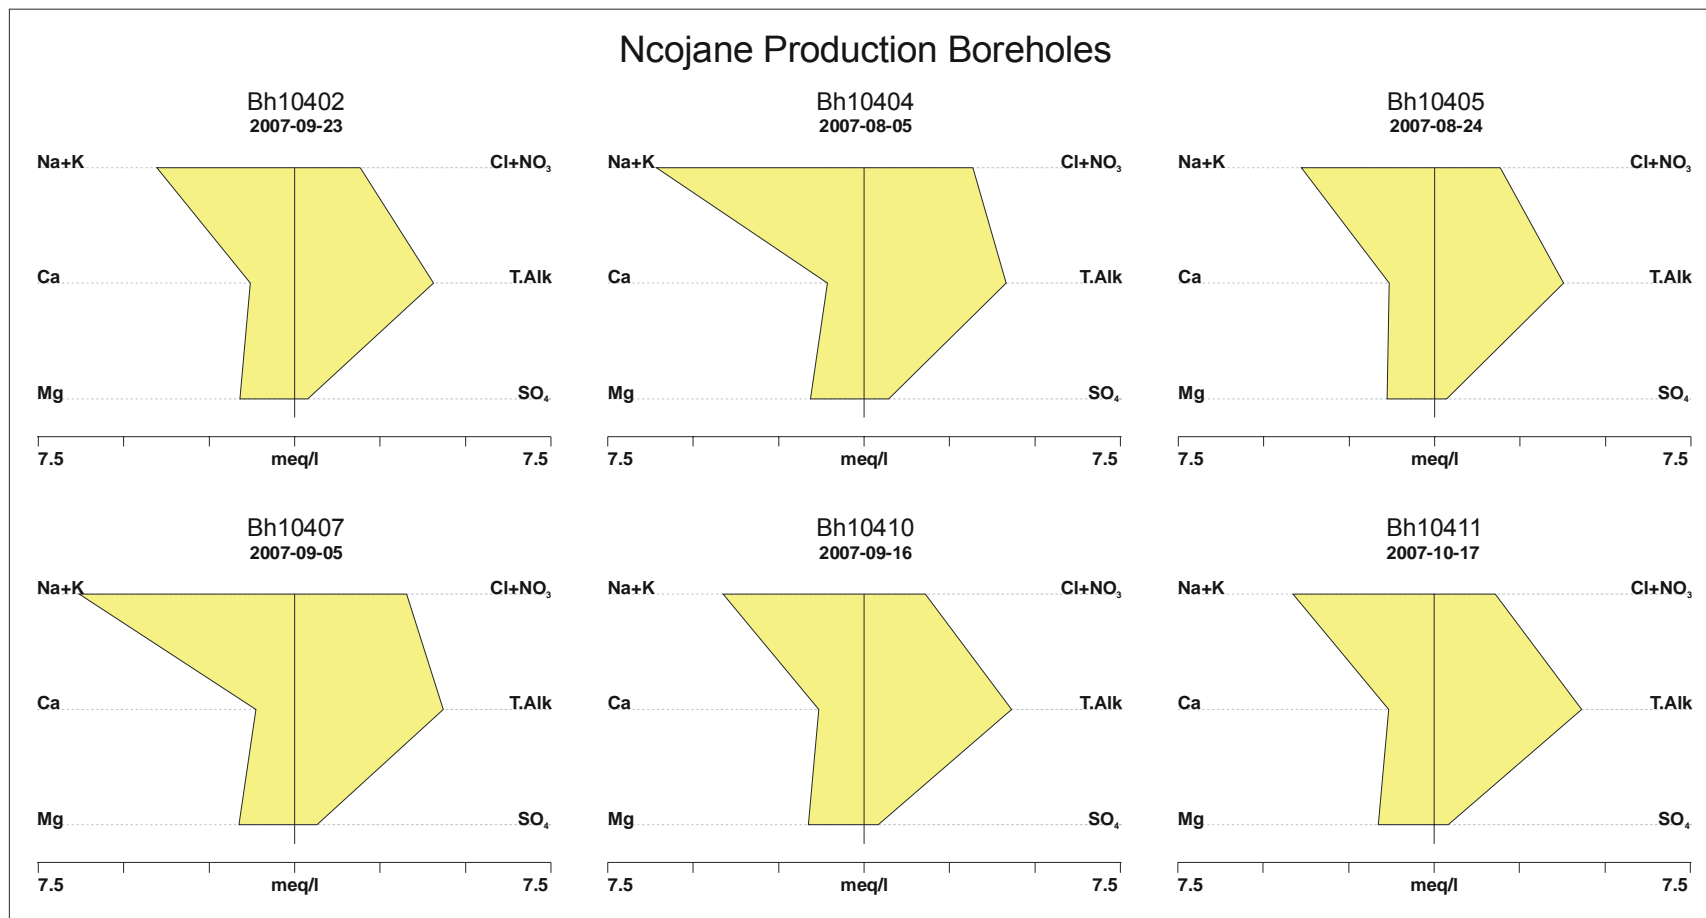 Ncojane Production Boreholes
Bh10402
2007-09-23
Na+K Cl+NO₃
Ca T.Alk
Mg SO₄
7.5 meq/l 7.5
Bh10404
2007-08-05
Na+K Cl+NO₃
Ca T.Alk
Mg SO₄
7.5 meq/l 7.5
Bh10405
2007-08-24
Na+K Cl+NO₃
Ca T.Alk
Mg SO₄
7.5 meq/l 7.5
Bh10407
2007-09-05
Na+K Cl+NO₃
Ca T.Alk
Mg SO₄
7.5 meq/l 7.5
Bh10410
2007-09-16
Na+K Cl+NO₃
Ca T.Alk
Mg SO₄
7.5 meq/l 7.5
Bh10411
2007-10-17
Na+K Cl+NO₃
Ca T.Alk
Mg SO₄
7.5 meq/l 7.5